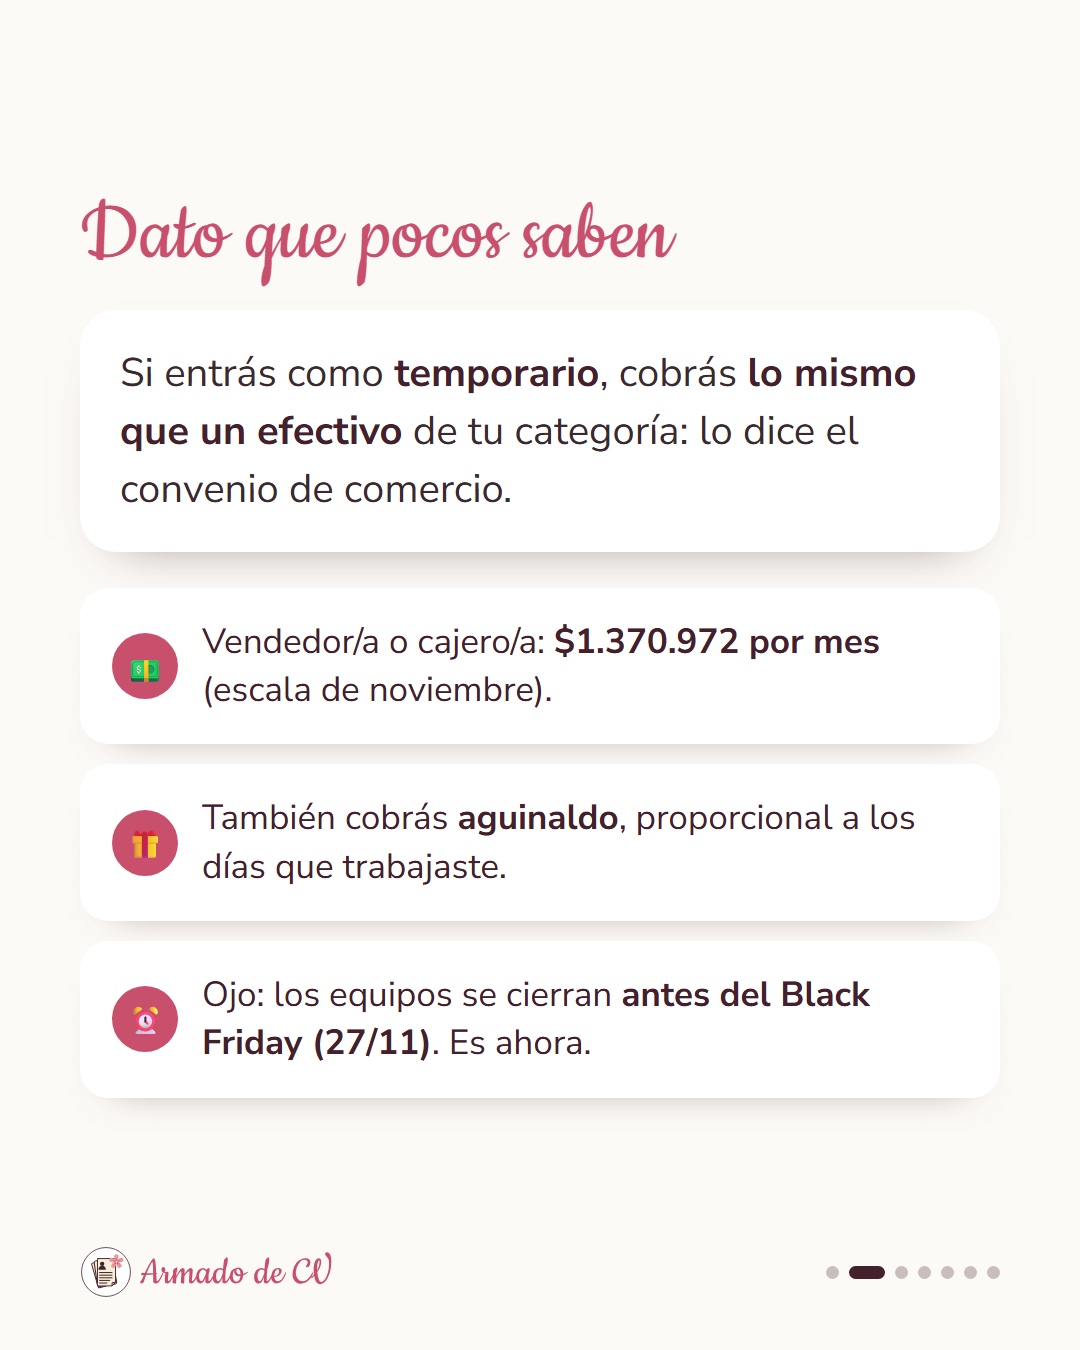 Dato que pocos saben
Si entrás como temporario, cobrás lo mismo
que un efectivo de tu categoría: lo dice el
convenio de comercio.
Vendedor/a o cajero/a: $1.370.972 por mes
(escala de noviembre).
También cobrás aguinaldo, proporcional a los
días que trabajaste.
Ojo: los equipos se cierran antes del Black
Friday (27/11). Es ahora.
Armado de CV